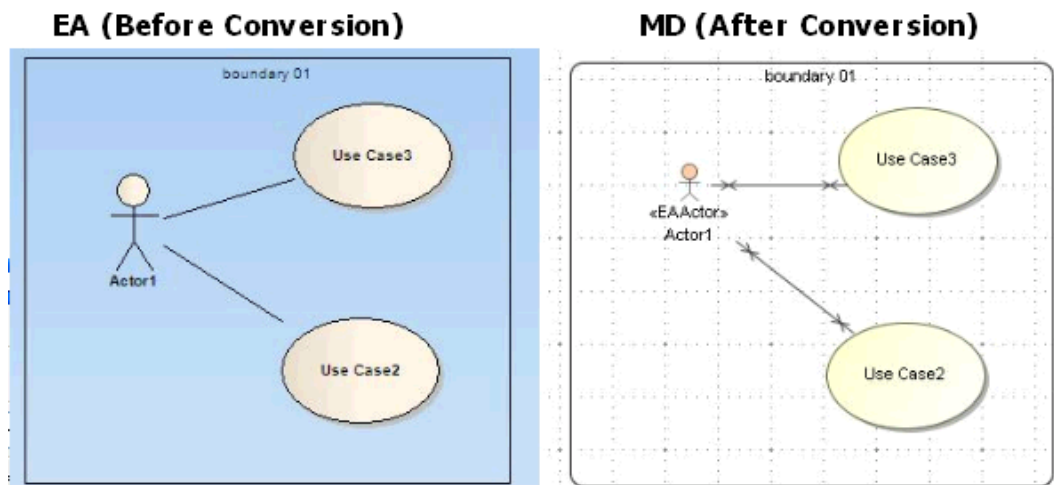 EA (Before Conversion)
boundary 01
Use Case3
Actor1
Use Case2
MD (After Conversion)
boundary 01
Use Case3
«EAActor»
Actor1
Use Case2